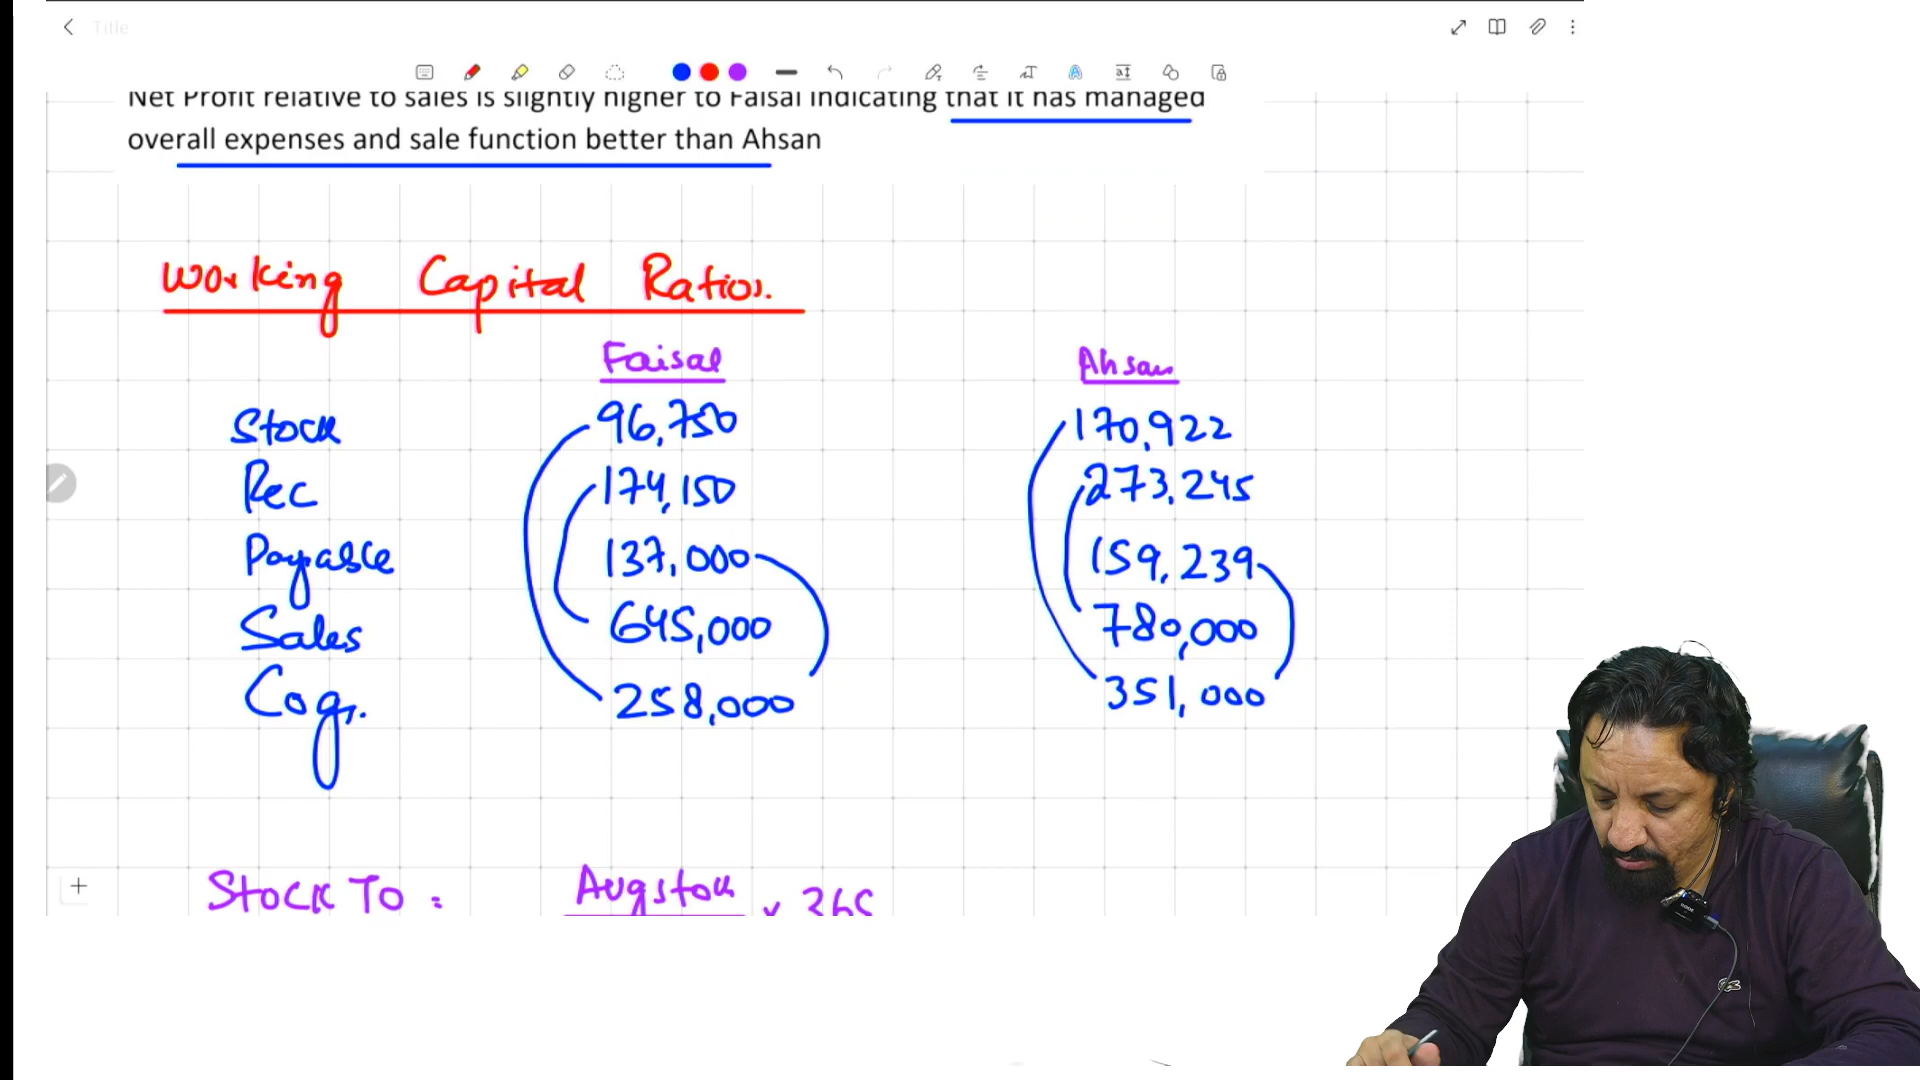 Title
Net Profit relative to sales is slightly higher to Faisal indicating that it has managed
overall expenses and sale function better than Ahsan
Working Capital Ratios.
Faisal Ahsan
Stock 96,750 170,922
Rec 174,150 273,245
Payable 137,000 159,239
Sales 645,000 780,000
Cogs. 258,000 351,000
Stock TO = Avg stock x 365